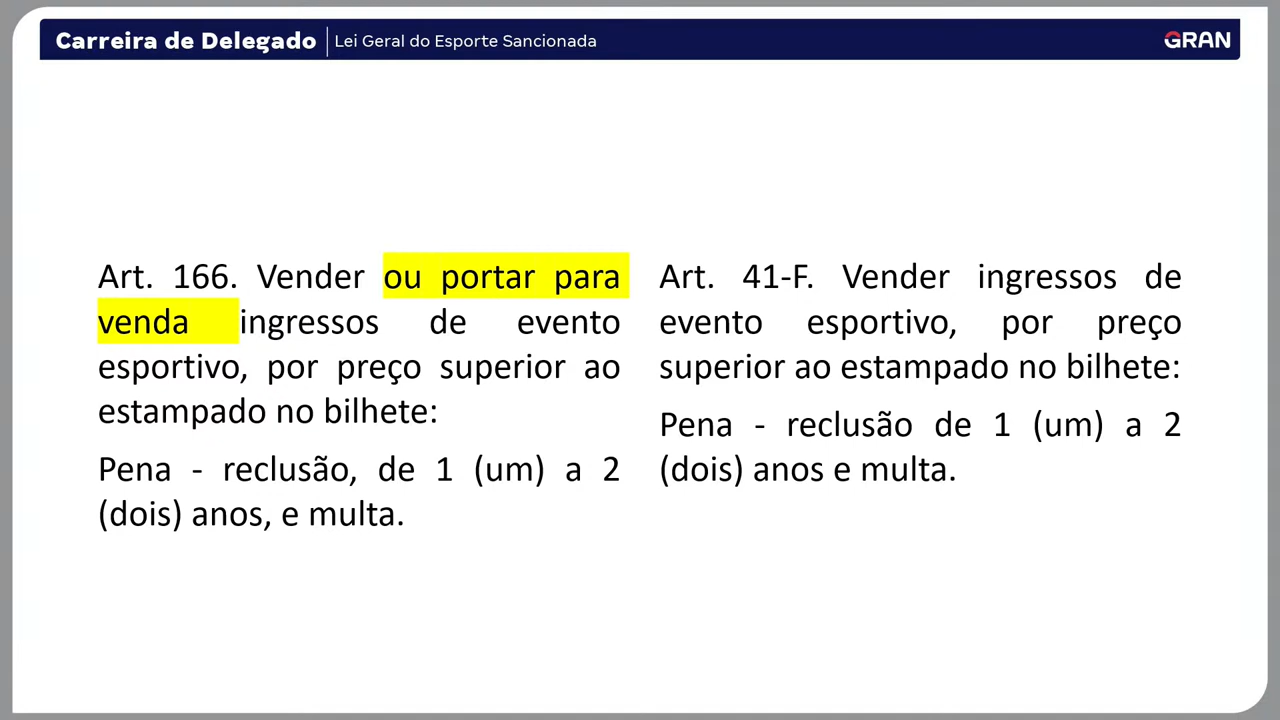 Carreira de Delegado
Lei Geral do Esporte Sancionada
GRAN
Art. 166. Vender ou portar para
venda ingressos de evento
esportivo, por preço superior ao
estampado no bilhete:
Pena - reclusão, de 1 (um) a 2
(dois) anos, e multa.
Art. 41-F. Vender ingressos de
evento esportivo, por preço
superior ao estampado no bilhete:
Pena - reclusão de 1 (um) a 2
(dois) anos e multa.